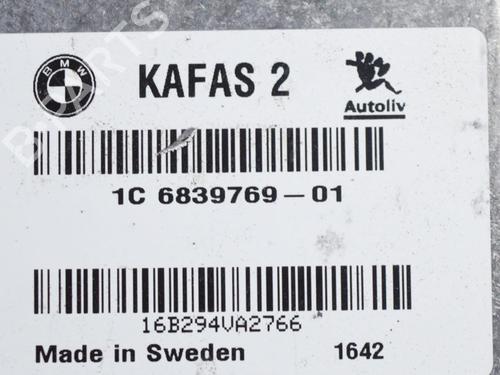 BMW
KAFAS 2
Autoliv
1C 6839769-01
16B294VA2766
Made in Sweden 1642